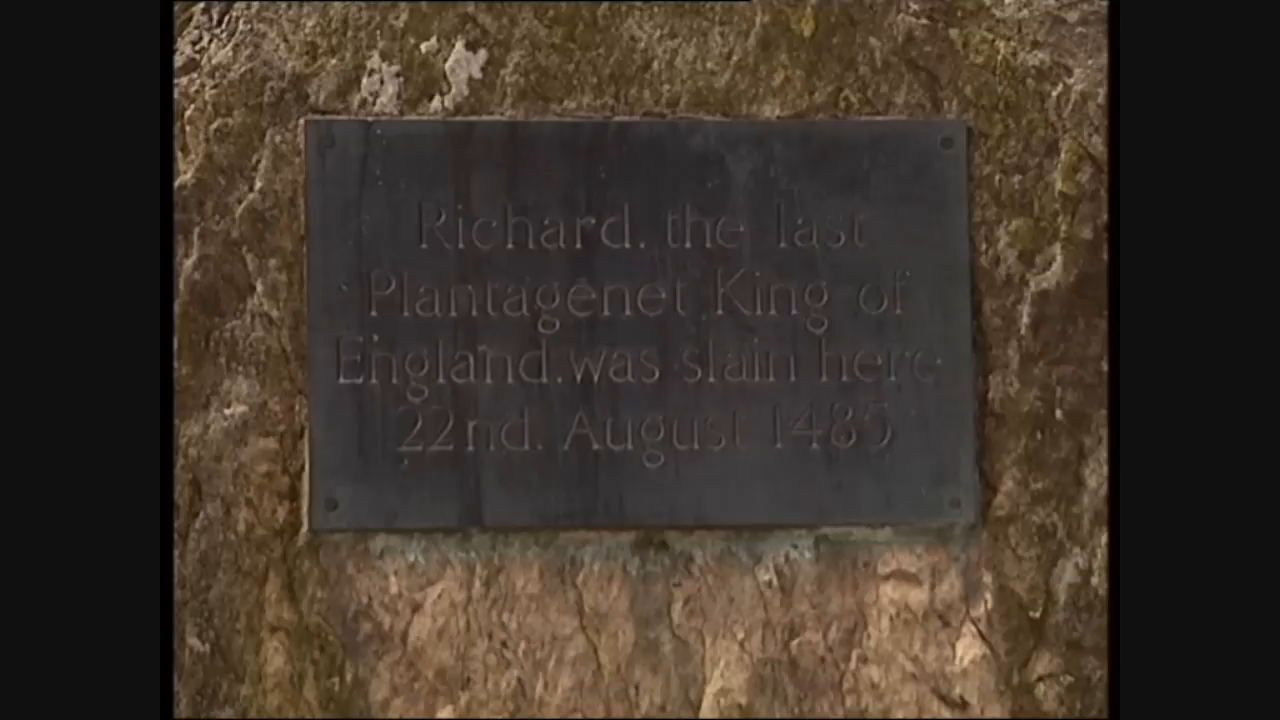 Richard. the last
Plantagenet King of
England. was slain here
22nd. August 1485